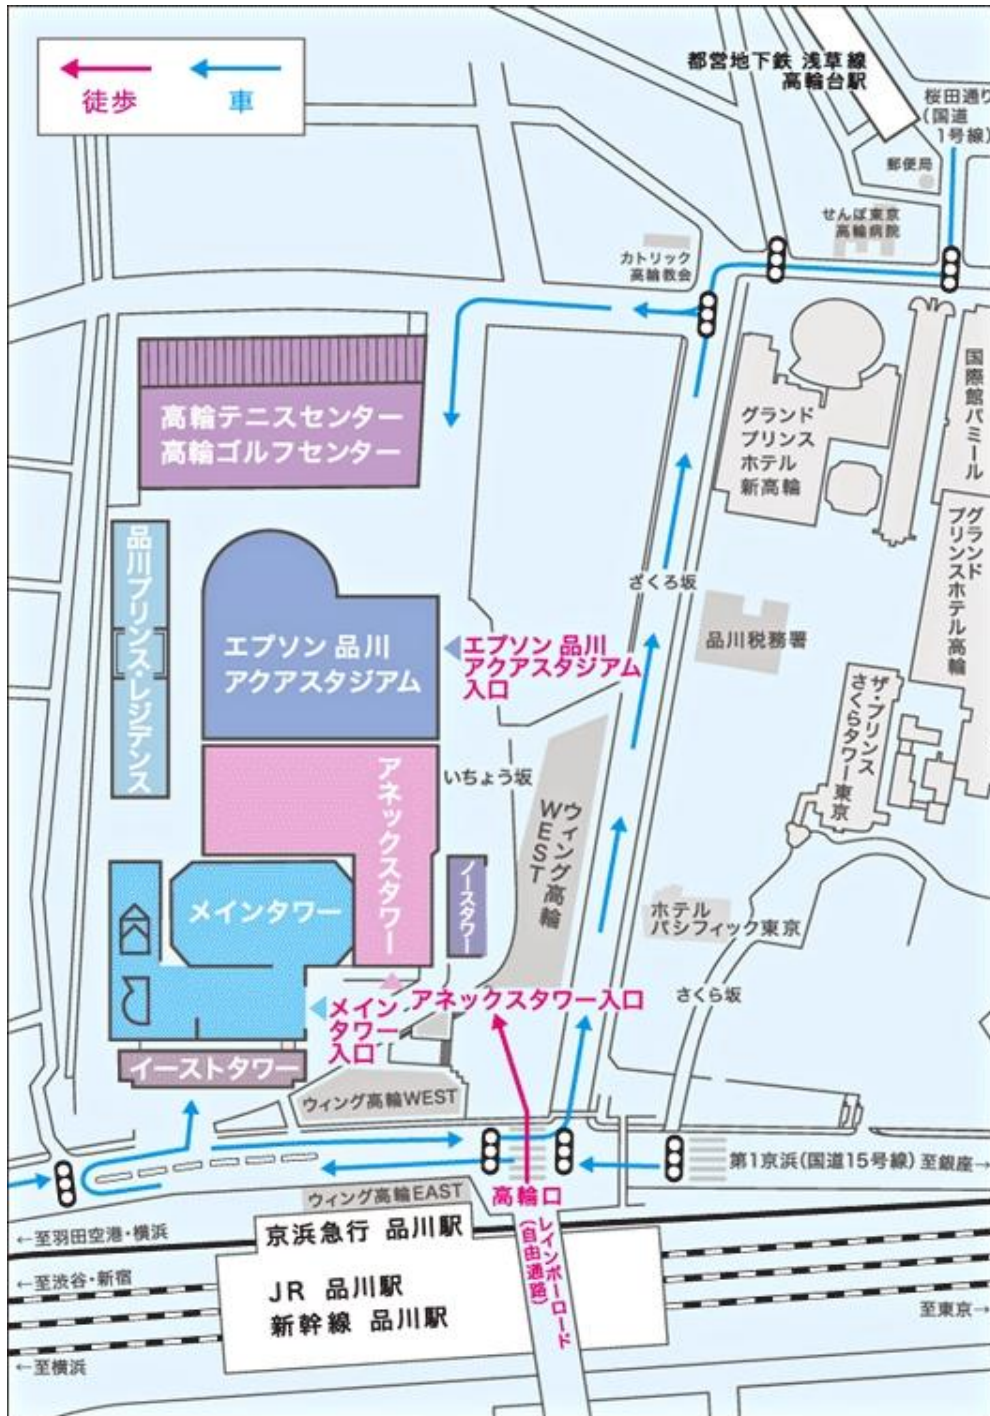 徒歩
車
都営地下鉄 浅草線
高輪台駅
桜田通り
(国道
1号線)
郵便局
せんぽ東京
高輪病院
カトリック
高輪教会
高輪テニスセンター
高輪ゴルフセンター
グランド
プリンス
ホテル
新高輪
国際館パミール
グランド
プリンスホテル高輪
品川プリンス・レジデンス
エプソン 品川
アクアスタジアム
エプソン 品川
アクアスタジアム
入口
ざくろ坂
品川税務署
ザ・プリンス
さくらタワー東京
アネックスタワー
いちょう坂
ウィング高輪
WEST
メインタワー
ノースタワー
ホテル
パシフィック東京
さくら坂
メイン
タワー
入口
アネックスタワー入口
イーストタワー
ウィング高輪WEST
第1京浜(国道15号線) 至銀座→
ウィング高輪EAST
高輪口
レインボーロード
(自由通路)
←至羽田空港・横浜
京浜急行 品川駅
←至渋谷・新宿
JR 品川駅
新幹線 品川駅
至東京→
←至横浜